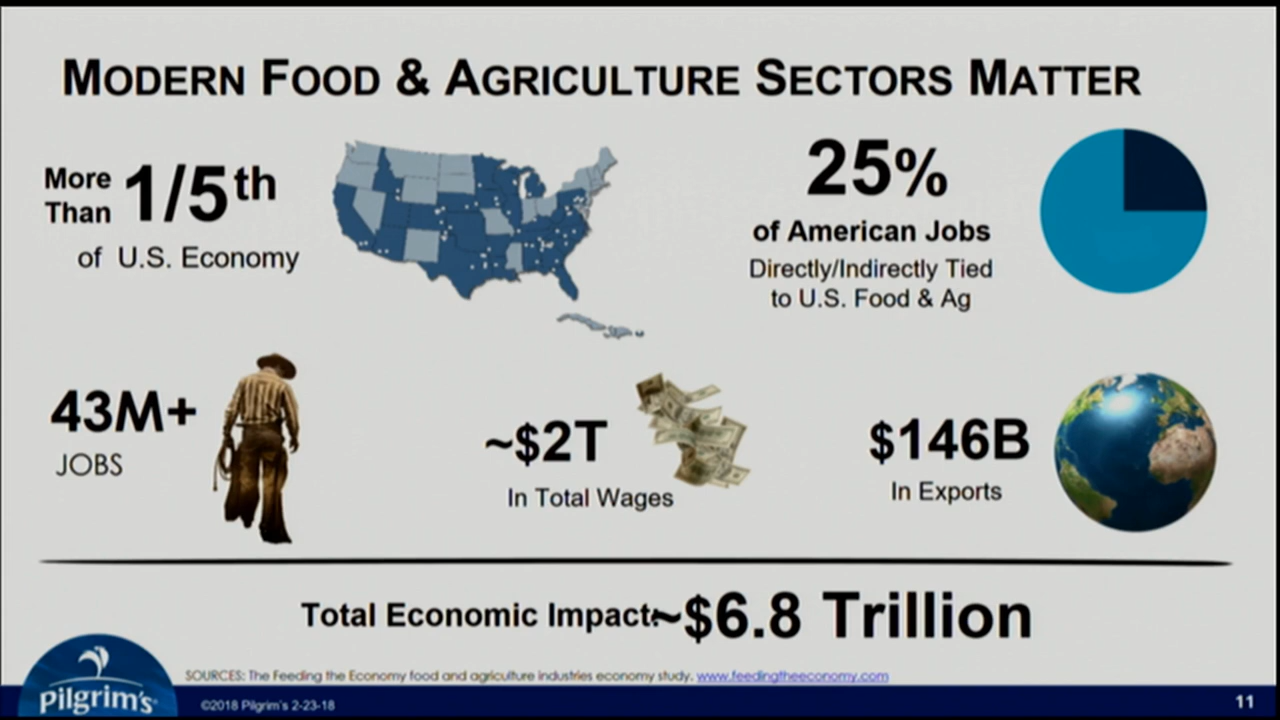 MODERN FOOD & AGRICULTURE SECTORS MATTER
More
Than
1/5th
of U.S. Economy
25%
of American Jobs
Directly/Indirectly Tied
to U.S. Food & Ag
43M+
JOBS
~$2T
In Total Wages
$146B
In Exports
Total Economic Impact:~$6.8 Trillion
SOURCES: The Feeding the Economy food and agriculture industries economy study, www.feedingtheeconomy.com
Pilgrim's
©2018 Pilgrim's 2-23-18
11